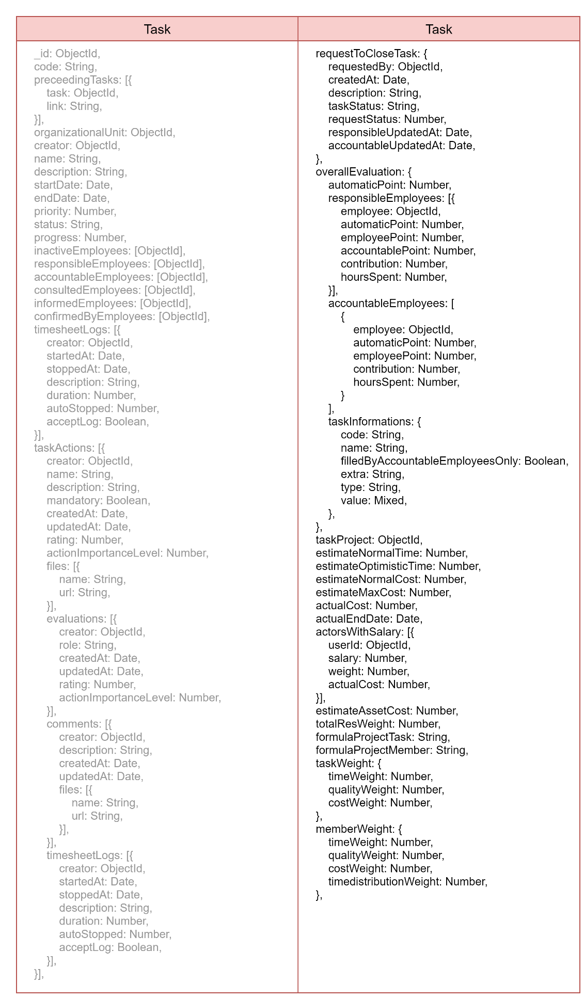 Task
_id: ObjectId,
code: String,
preceedingTasks: [{
task: ObjectId,
link: String,
}],
organizationalUnit: ObjectId,
creator: ObjectId,
name: String,
description: String,
startDate: Date,
endDate: Date,
priority: Number,
status: String,
progress: Number,
inactiveEmployees: [ObjectId],
responsibleEmployees: [ObjectId],
accountableEmployees: [ObjectId],
consultedEmployees: [ObjectId],
informedEmployees: [ObjectId],
confirmedByEmployees: [ObjectId],
timesheetLogs: [{
creator: ObjectId,
startedAt: Date,
stoppedAt: Date,
description: String,
duration: Number,
autoStopped: Number,
acceptLog: Boolean,
}],
taskActions: [{
creator: ObjectId,
name: String,
description: String,
mandatory: Boolean,
createdAt: Date,
updatedAt: Date,
rating: Number,
actionImportanceLevel: Number,
files: [{
name: String,
url: String,
}],
evaluations: [{
creator: ObjectId,
role: String,
createdAt: Date,
updatedAt: Date,
rating: Number,
actionImportanceLevel: Number,
}],
comments: [{
creator: ObjectId,
description: String,
createdAt: Date,
updatedAt: Date,
files: [{
name: String,
url: String,
}],
}],
timesheetLogs: [{
creator: ObjectId,
startedAt: Date,
stoppedAt: Date,
description: String,
duration: Number,
autoStopped: Number,
acceptLog: Boolean,
}],
}],
Task
requestToCloseTask: {
requestedBy: ObjectId,
createdAt: Date,
description: String,
taskStatus: String,
requestStatus: Number,
responsibleUpdatedAt: Date,
accountableUpdatedAt: Date,
},
overallEvaluation: {
automaticPoint: Number,
responsibleEmployees: [{
employee: ObjectId,
automaticPoint: Number,
employeePoint: Number,
accountablePoint: Number,
contribution: Number,
hoursSpent: Number,
}],
accountableEmployees: [
{
employee: ObjectId,
automaticPoint: Number,
employeePoint: Number,
contribution: Number,
hoursSpent: Number,
}
],
taskInformations: {
code: String,
name: String,
filledByAccountableEmployeesOnly: Boolean,
extra: String,
type: String,
value: Mixed,
},
},
taskProject: ObjectId,
estimateNormalTime: Number,
estimateOptimisticTime: Number,
estimateNormalCost: Number,
estimateMaxCost: Number,
actualCost: Number,
actualEndDate: Date,
actorsWithSalary: [{
userId: ObjectId,
salary: Number,
weight: Number,
actualCost: Number,
}],
estimateAssetCost: Number,
totalResWeight: Number,
formulaProjectTask: String,
formulaProjectMember: String,
taskWeight: {
timeWeight: Number,
qualityWeight: Number,
costWeight: Number,
},
memberWeight: {
timeWeight: Number,
qualityWeight: Number,
costWeight: Number,
timedistributionWeight: Number,
},